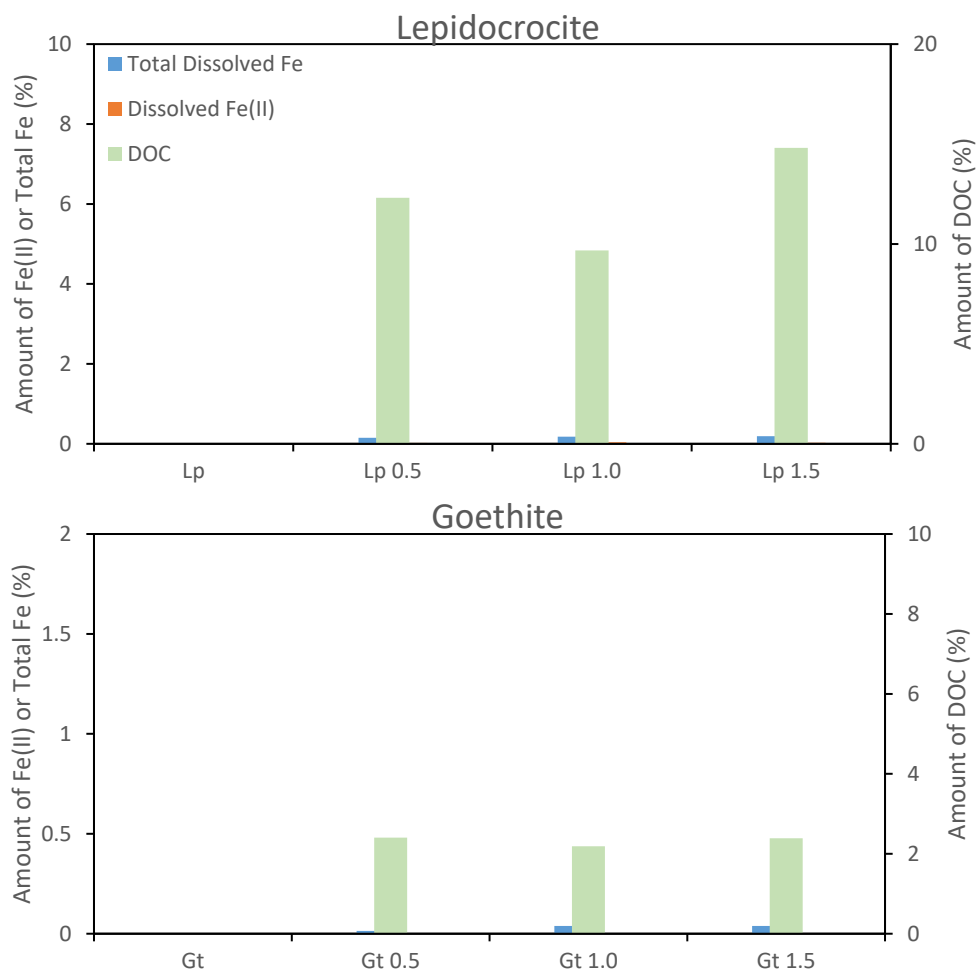 Lepidocrocite
Amount of Fe(II) or Total Fe (%)
10
8
6
4
2
0
Total Dissolved Fe
Dissolved Fe(II)
DOC
20
10
0
Amount of DOC (%)
Lp Lp 0.5 Lp 1.0 Lp 1.5
Goethite
Amount of Fe(II) or Total Fe (%)
2
1.5
1
0.5
0
10
8
6
4
2
0
Amount of DOC (%)
Gt Gt 0.5 Gt 1.0 Gt 1.5